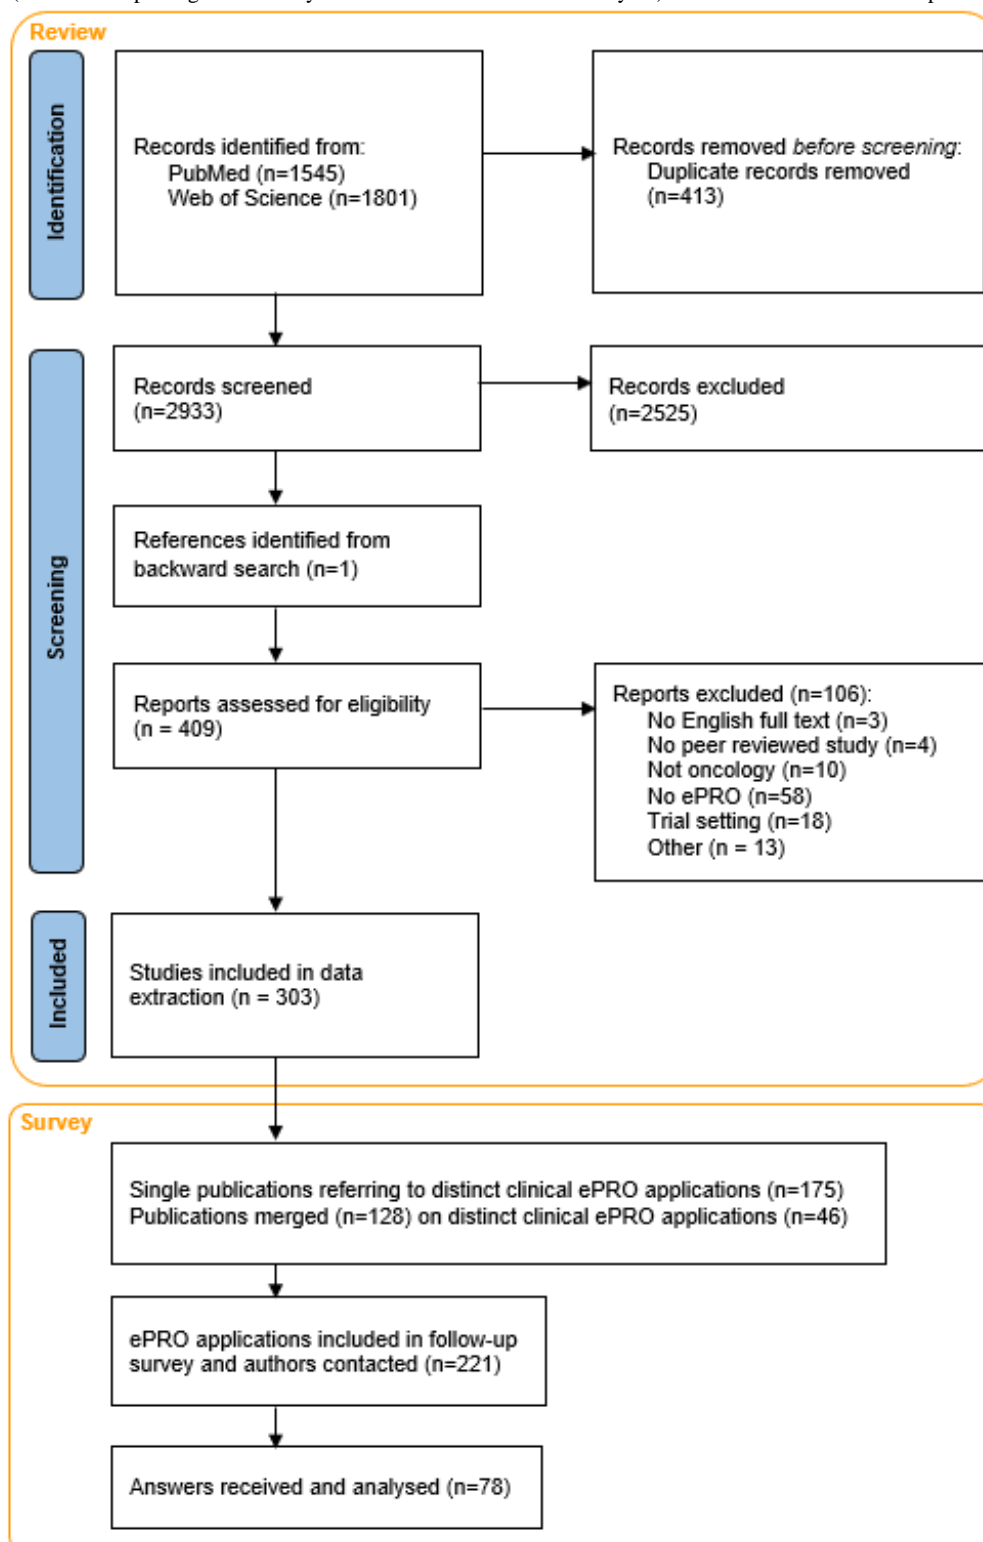 Review
Identification
Records identified from:
PubMed (n=1545)
Web of Science (n=1801)
Records removed before screening:
Duplicate records removed
(n=413)
Screening
Records screened
(n=2933)
Records excluded
(n=2525)
References identified from
backward search (n=1)
Reports assessed for eligibility
(n = 409)
Reports excluded (n=106):
No English full text (n=3)
No peer reviewed study (n=4)
Not oncology (n=10)
No ePRO (n=58)
Trial setting (n=18)
Other (n = 13)
Included
Studies included in data
extraction (n = 303)
Survey
Single publications referring to distinct clinical ePRO applications (n=175)
Publications merged (n=128) on distinct clinical ePRO applications (n=46)
ePRO applications included in follow-up
survey and authors contacted (n=221)
Answers received and analysed (n=78)